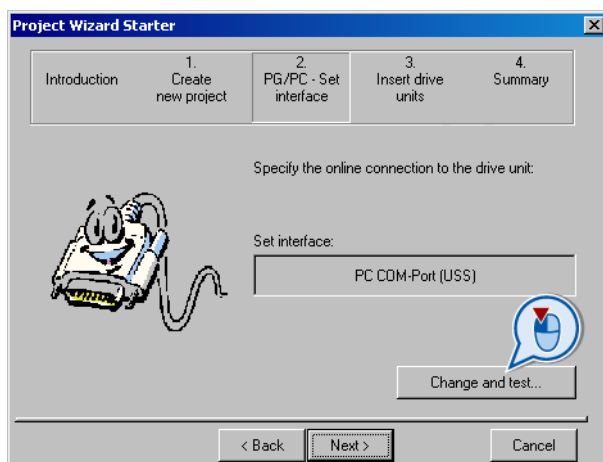 Project Wizard Starter
Introduction
1.
Create
new project
2.
PG/PC - Set
interface
3.
Insert drive
units
4.
Summary
Specify the online connection to the drive unit:
Set interface:
PC COM-Port (USS)
Change and test...
< Back
Next >
Cancel